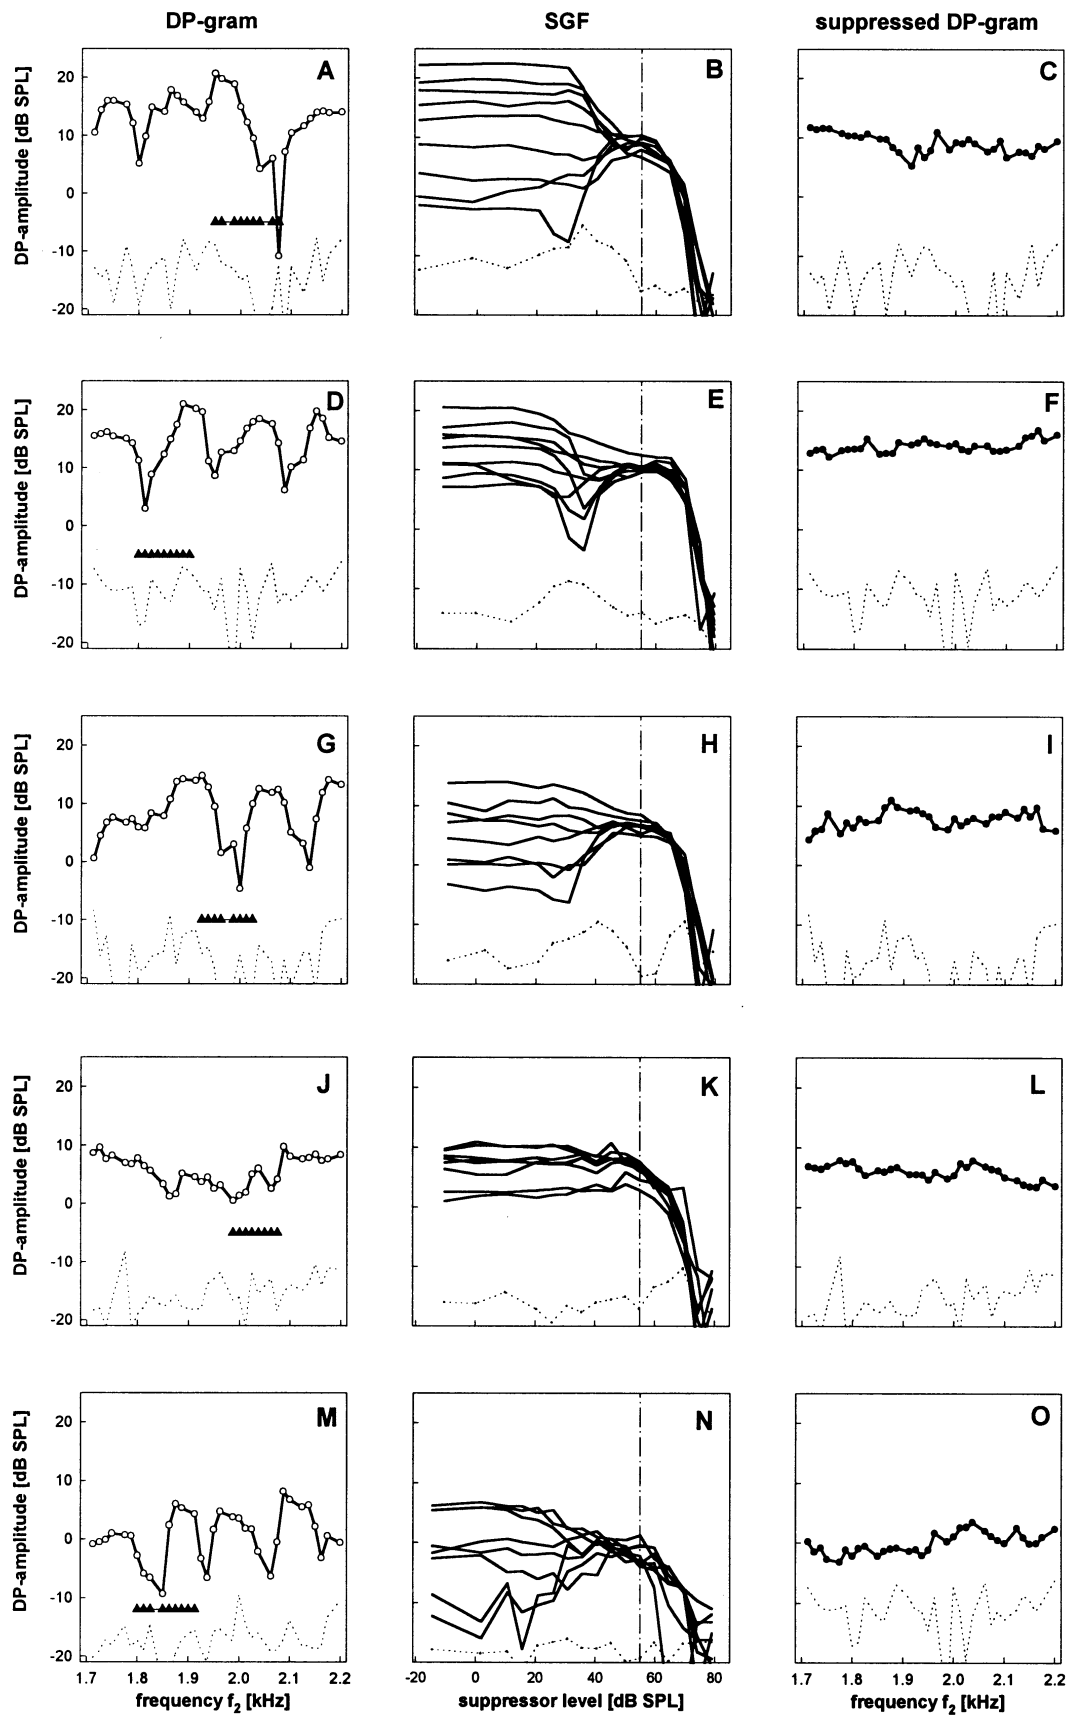 DP-gram SGF suppressed DP-gram
A B C
DP-amplitude [dB SPL]
20
10
0
-10
-20
D E F
DP-amplitude [dB SPL]
20
10
0
-10
-20
G H I
DP-amplitude [dB SPL]
20
10
0
-10
-20
J K L
DP-amplitude [dB SPL]
20
10
0
-10
-20
M N O
DP-amplitude [dB SPL]
20
10
0
-10
-20
1.7 1.8 1.9 2.0 2.1 2.2 -20 0 20 40 60 80 1.7 1.8 1.9 2.0 2.1 2.2
frequency f2 [kHz] suppressor level [dB SPL] frequency f2 [kHz]